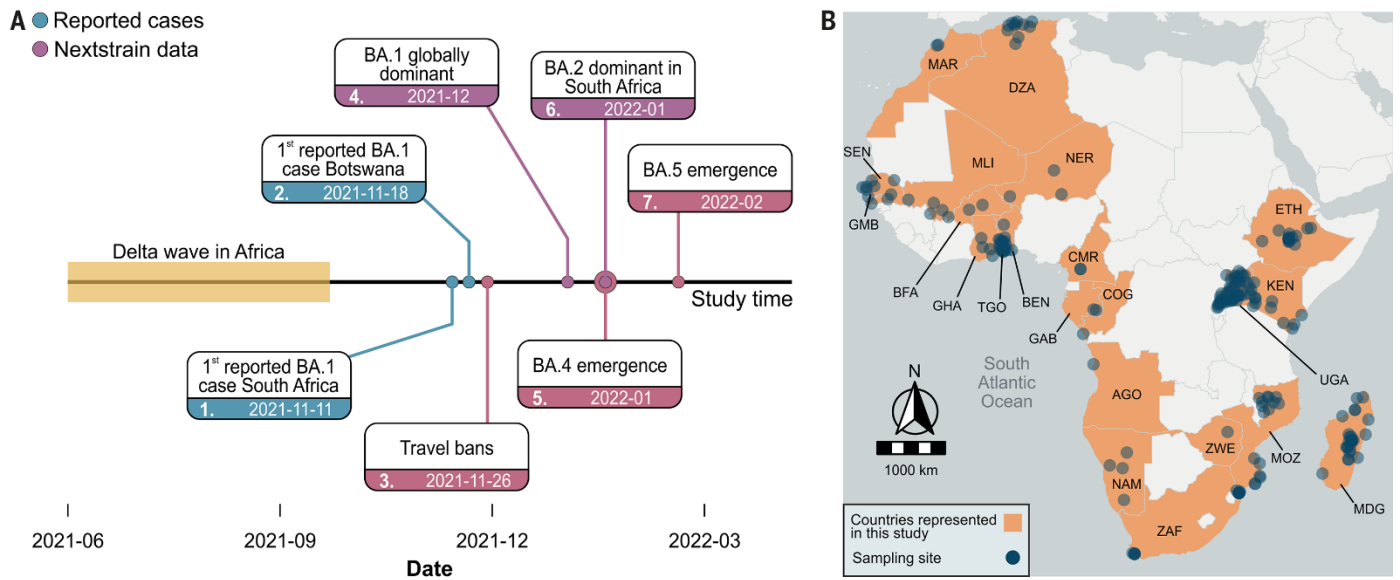 A
Reported cases
Nextstrain data
BA.1 globally
dominant
4. 2021-12
BA.2 dominant in
South Africa
6. 2022-01
1st reported BA.1
case Botswana
2. 2021-11-18
BA.5 emergence
7. 2022-02
Delta wave in Africa
Study time
1st reported BA.1
case South Africa
1. 2021-11-11
BA.4 emergence
5. 2022-01
Travel bans
3. 2021-11-26
2021-06
2021-09
2021-12
2022-03
Date
B
MAR
DZA
SEN
MLI
NER
GMB
ETH
BFA
GHA
TGO
BEN
CMR
COG
KEN
GAB
UGA
South
Atlantic
Ocean
N
1000 km
AGO
ZWE
MOZ
NAM
MDG
ZAF
Countries represented
in this study
Sampling site